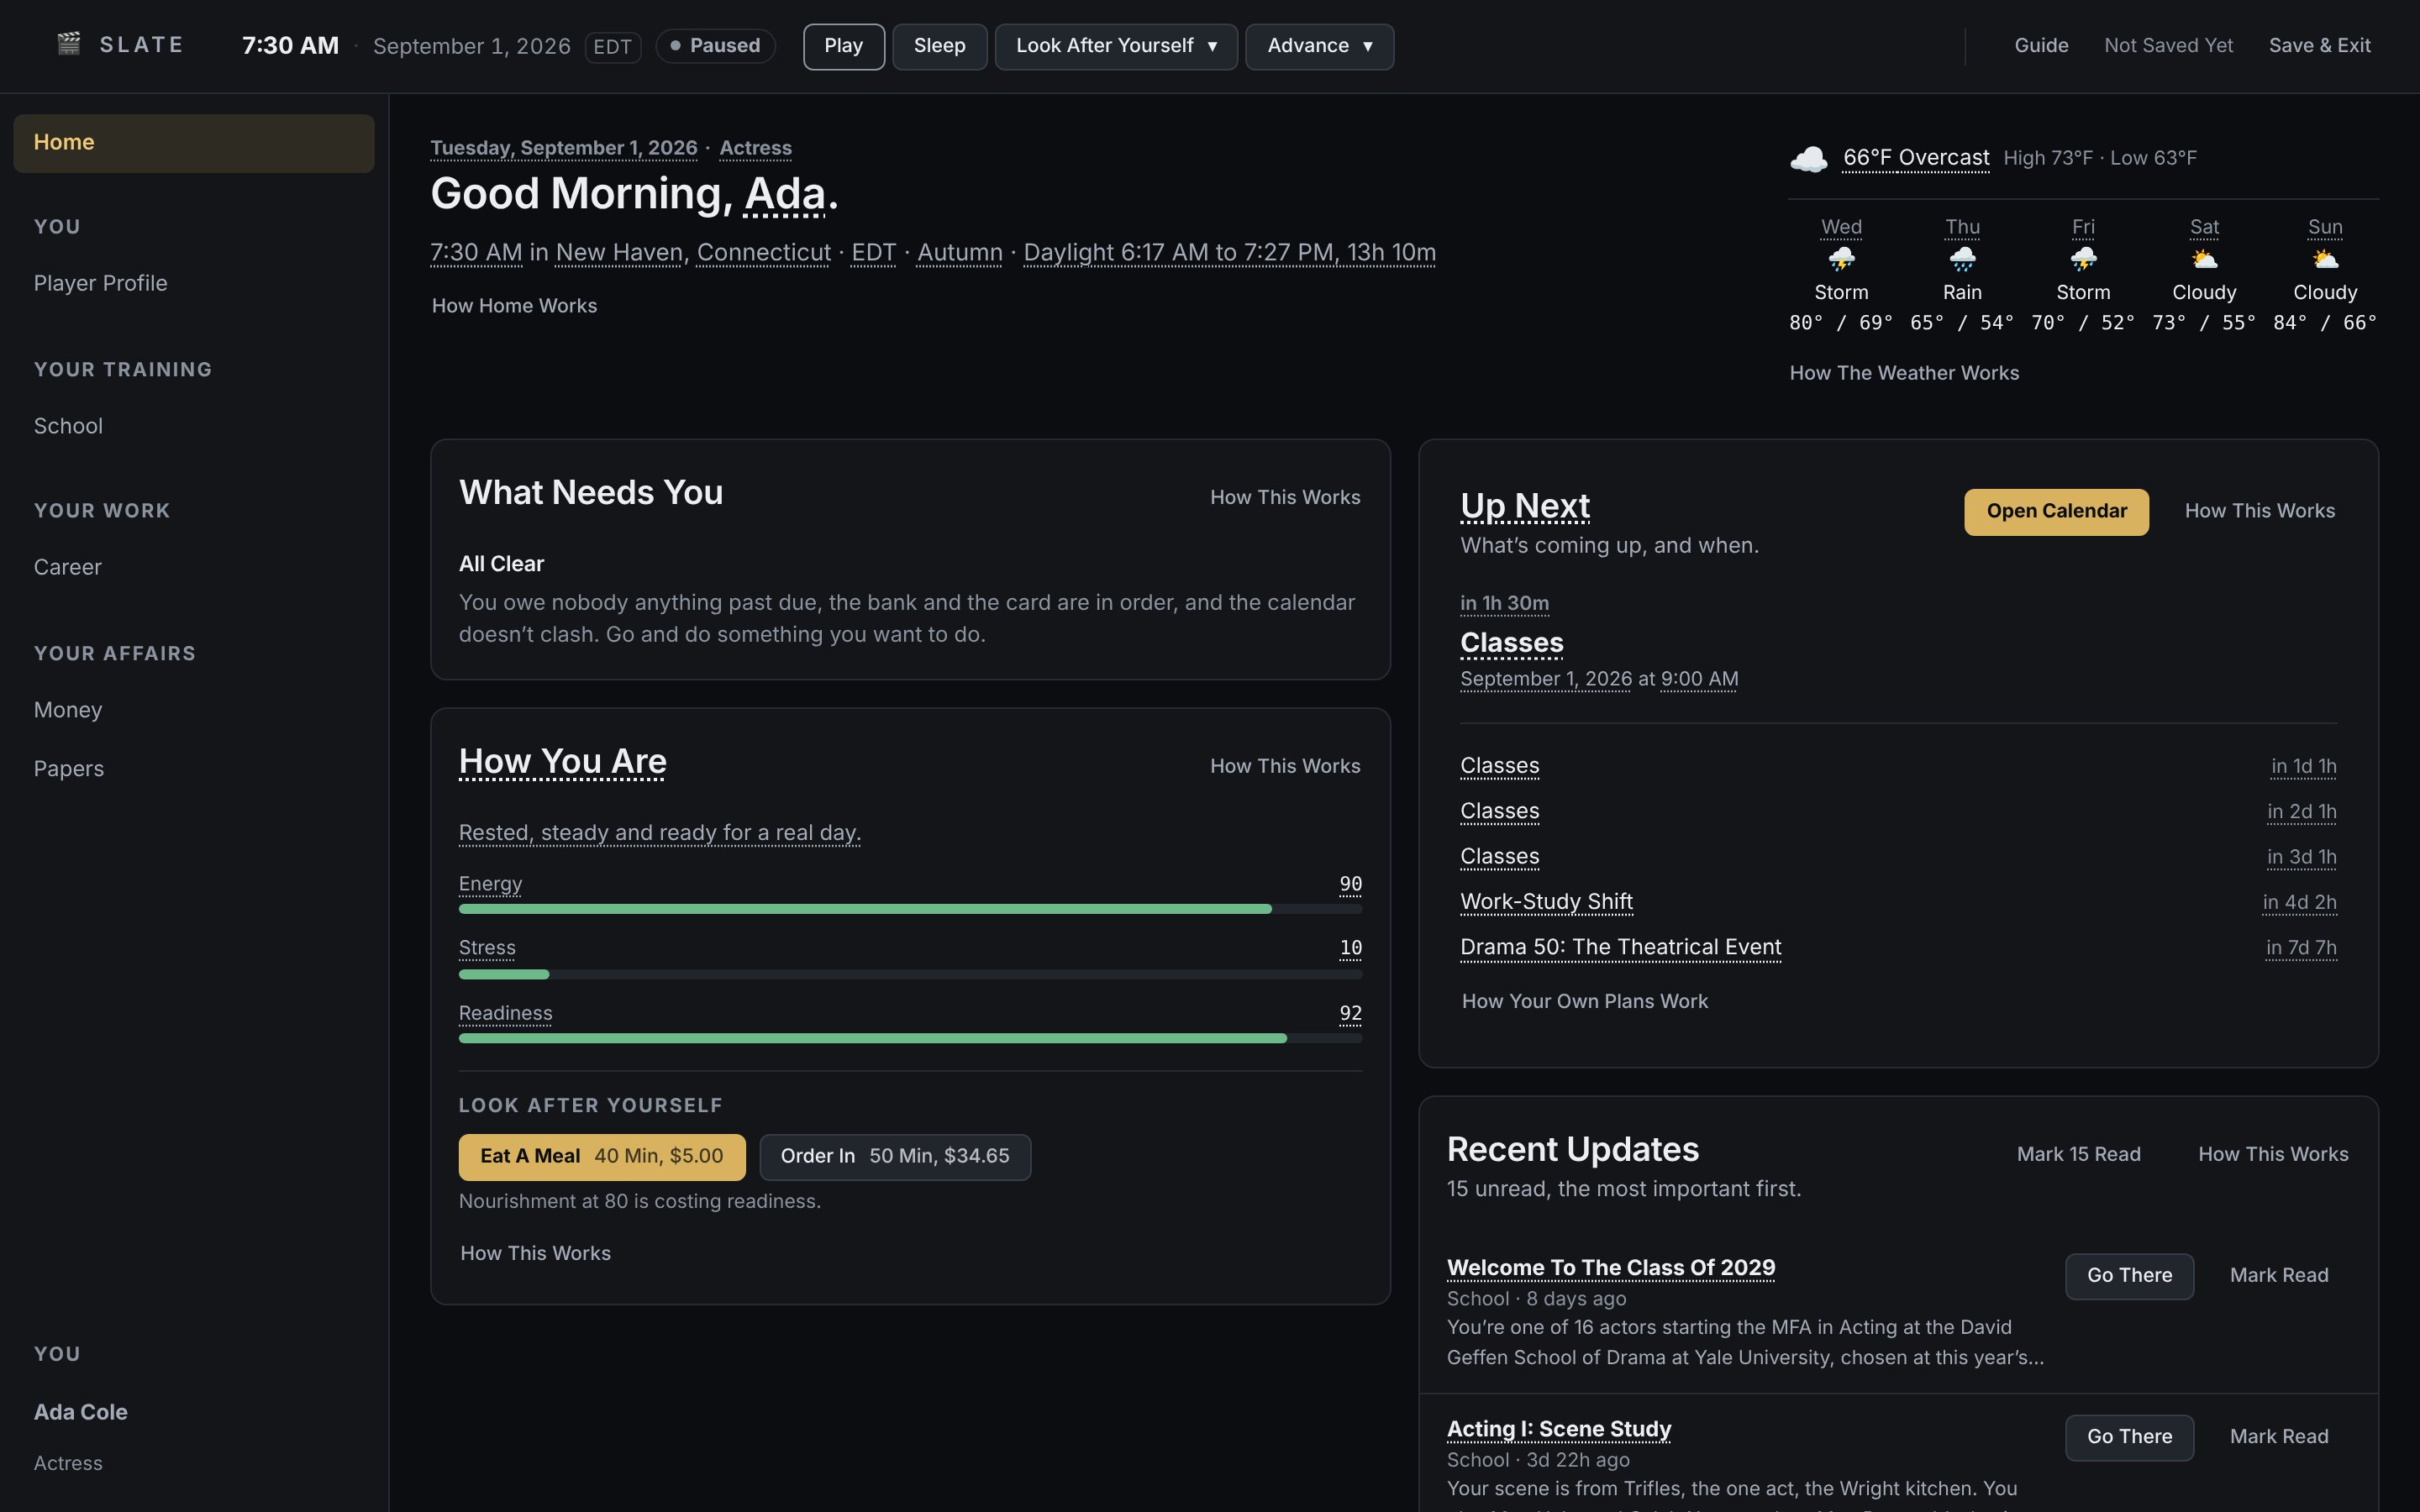 SLATE
7:30 AM · September 1, 2026 EDT Paused
Play
Sleep
Look After Yourself ▼
Advance ▼
Guide
Not Saved Yet
Save & Exit
Home
YOU
Player Profile
YOUR TRAINING
School
YOUR WORK
Career
YOUR AFFAIRS
Money
Papers
YOU
Ada Cole
Actress
Tuesday, September 1, 2026 · Actress
Good Morning, Ada.
7:30 AM in New Haven, Connecticut · EDT · Autumn · Daylight 6:17 AM to 7:27 PM, 13h 10m
How Home Works
66°F Overcast High 73°F · Low 63°F
Wed Thu Fri Sat Sun
Storm Rain Storm Cloudy Cloudy
80° / 69° 65° / 54° 70° / 52° 73° / 55° 84° / 66°
How The Weather Works
What Needs You
How This Works
All Clear
You owe nobody anything past due, the bank and the card are in order, and the calendar
doesn’t clash. Go and do something you want to do.
How You Are
How This Works
Rested, steady and ready for a real day.
Energy 90
Stress 10
Readiness 92
LOOK AFTER YOURSELF
Eat A Meal 40 Min, $5.00
Order In 50 Min, $34.65
Nourishment at 80 is costing readiness.
How This Works
Up Next
Open Calendar
How This Works
What’s coming up, and when.
in 1h 30m
Classes
September 1, 2026 at 9:00 AM
Classes in 1d 1h
Classes in 2d 1h
Classes in 3d 1h
Work-Study Shift in 4d 2h
Drama 50: The Theatrical Event in 7d 7h
How Your Own Plans Work
Recent Updates
Mark 15 Read
How This Works
15 unread, the most important first.
Welcome To The Class Of 2029
Go There
Mark Read
School · 8 days ago
You’re one of 16 actors starting the MFA in Acting at the David
Geffen School of Drama at Yale University, chosen at this year’s…
Acting I: Scene Study
Go There
Mark Read
School · 3d 22h ago
Your scene is from Trifles, the one act, the Wright kitchen. You